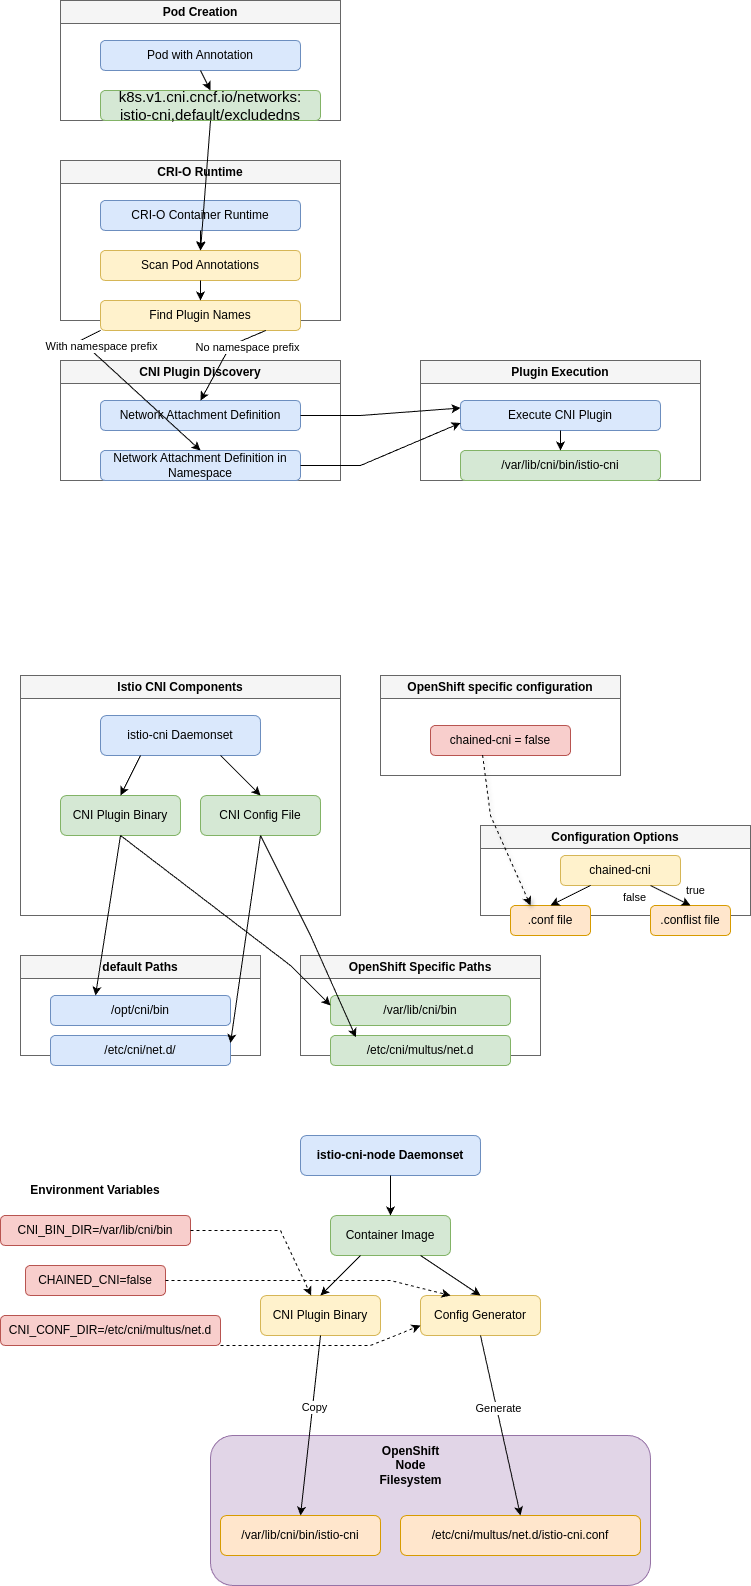 Pod Creation
Pod with Annotation
k8s.v1.cni.cncf.io/networks:
istio-cni,default/excludedns
CRI-O Runtime
CRI-O Container Runtime
Scan Pod Annotations
Find Plugin Names
With namespace prefix
No namespace prefix
CNI Plugin Discovery
Network Attachment Definition
Network Attachment Definition in
Namespace
Plugin Execution
Execute CNI Plugin
/var/lib/cni/bin/istio-cni
Istio CNI Components
istio-cni Daemonset
CNI Plugin Binary
CNI Config File
OpenShift specific configuration
chained-cni = false
Configuration Options
chained-cni
false
true
.conf file
.conflist file
default Paths
/opt/cni/bin
/etc/cni/net.d/
OpenShift Specific Paths
/var/lib/cni/bin
/etc/cni/multus/net.d
istio-cni-node Daemonset
Environment Variables
CNI_BIN_DIR=/var/lib/cni/bin
CHAINED_CNI=false
CNI_CONF_DIR=/etc/cni/multus/net.d
Container Image
CNI Plugin Binary
Config Generator
Copy
Generate
OpenShift
Node
Filesystem
/var/lib/cni/bin/istio-cni
/etc/cni/multus/net.d/istio-cni.conf